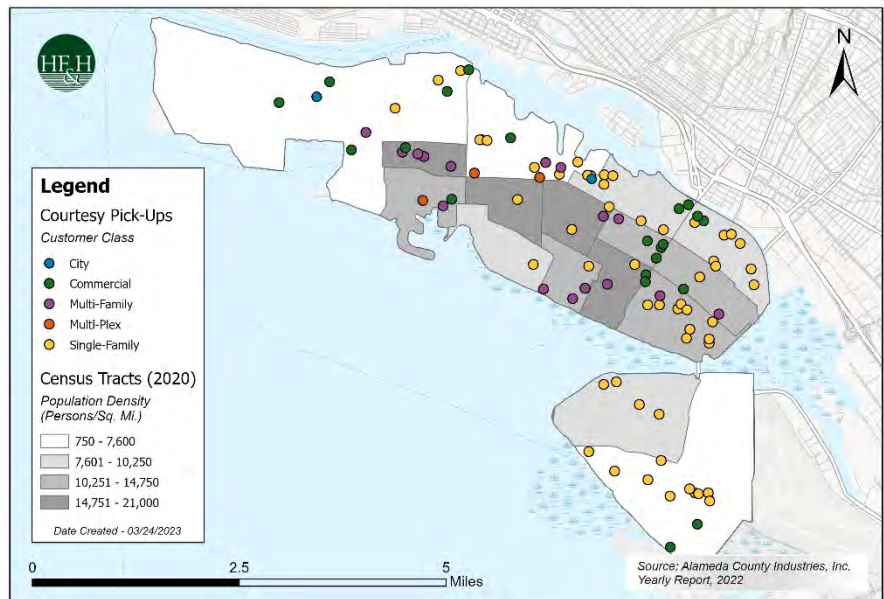 HF&H
N
Legend
Courtesy Pick-Ups
Customer Class
City
Commercial
Multi-Family
Multi-Plex
Single-Family
Census Tracts (2020)
Population Density
(Persons/Sq. Mi.)
750 - 7,600
7,601 - 10,250
10,251 - 14,750
14,751 - 21,000
Date Created - 03/24/2023
0
2.5
5
Miles
Source: Alameda County Industries, Inc.
Yearly Report, 2022